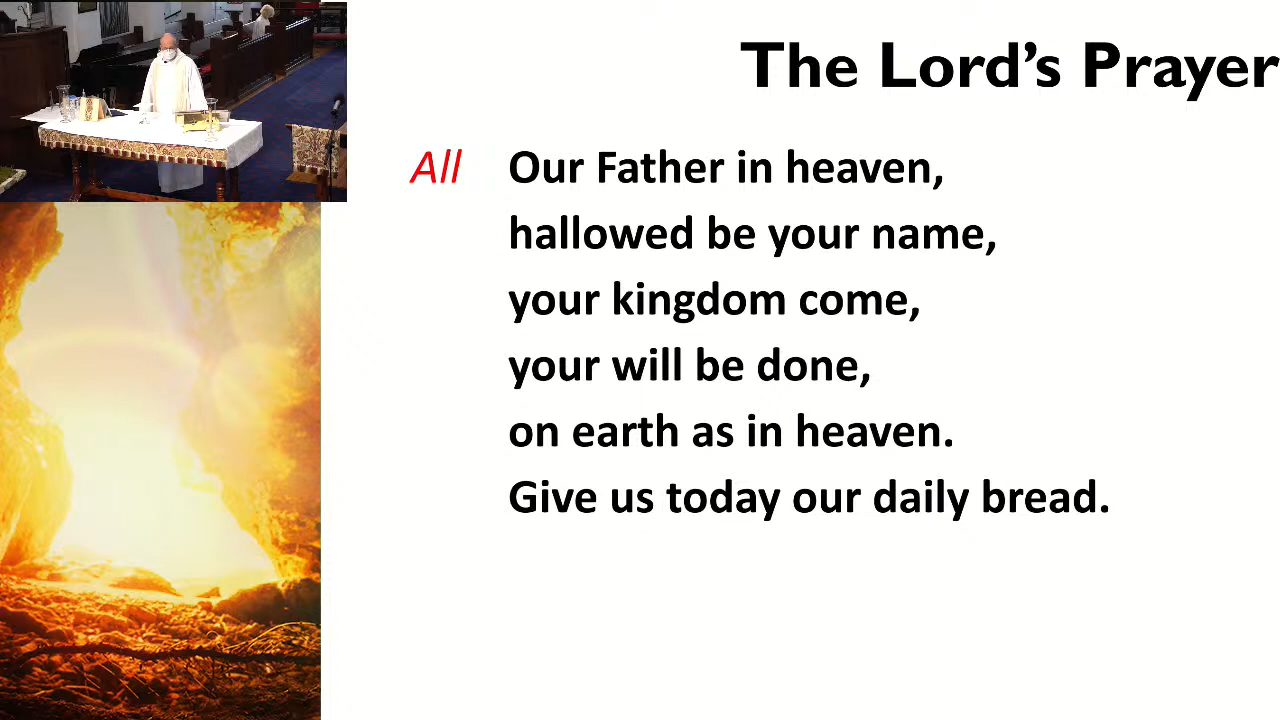 The Lord's Prayer
All Our Father in heaven,
hallowed be your name,
your kingdom come,
your will be done,
on earth as in heaven.
Give us today our daily bread.